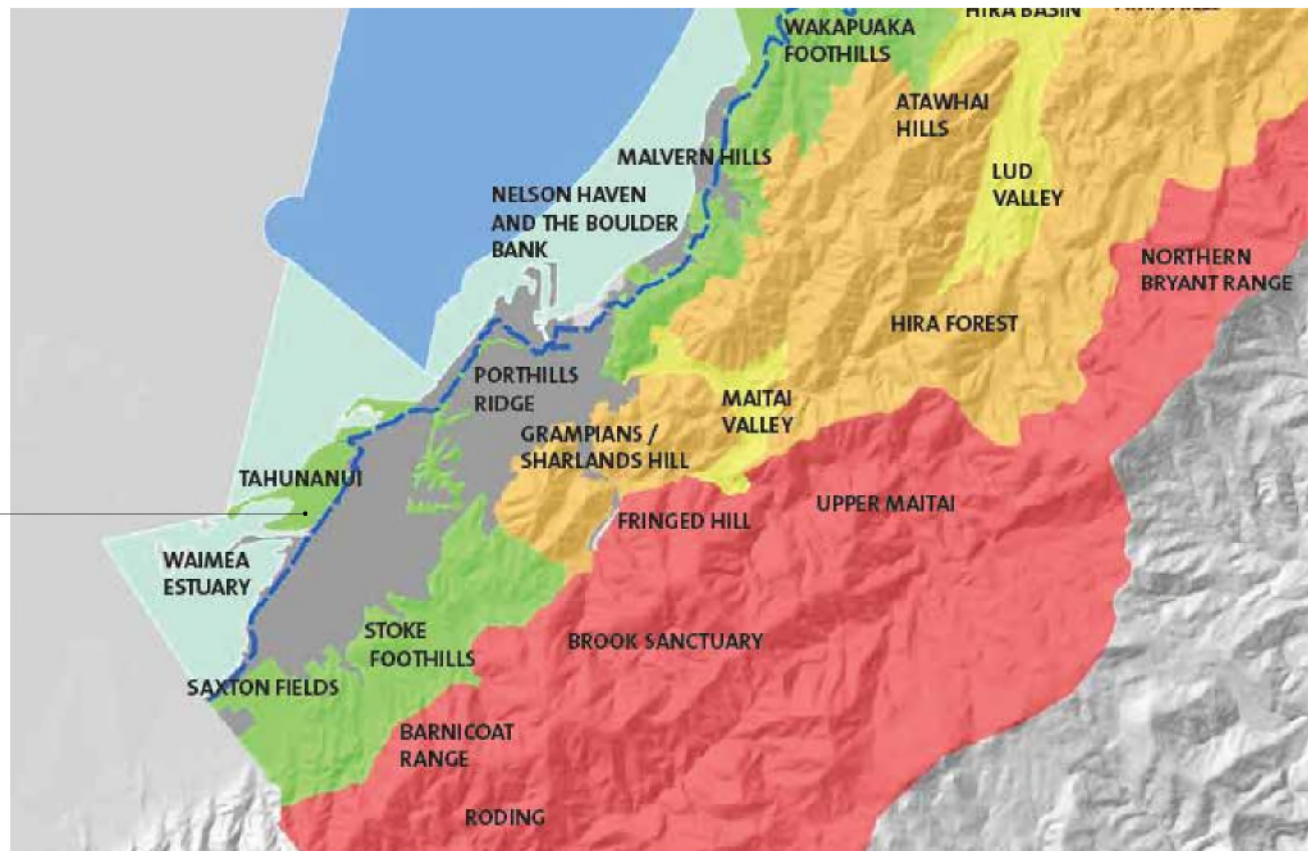 HIRA BASIN
WAKAPUAKA
FOOTHILLS
ATAWHAI
HILLS
MALVERN HILLS
LUD
VALLEY
NELSON HAVEN
AND THE BOULDER
BANK
NORTHERN
BRYANT RANGE
HIRA FOREST
PORTHILLS
RIDGE
MAITAI
VALLEY
GRAMPIANS /
SHARLANDS HILL
TAHUNANUI
UPPER MAITAI
FRINGED HILL
WAIMEA
ESTUARY
STOKE
FOOTHILLS
BROOK SANCTUARY
SAXTON FIELDS
BARNICOAT
RANGE
RODING